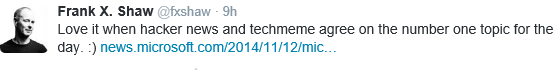 Frank X. Shaw @fxshaw · 9h
Love it when hacker news and techmeme agree on the number one topic for the
day. :) news.microsoft.com/2014/11/12/mic…